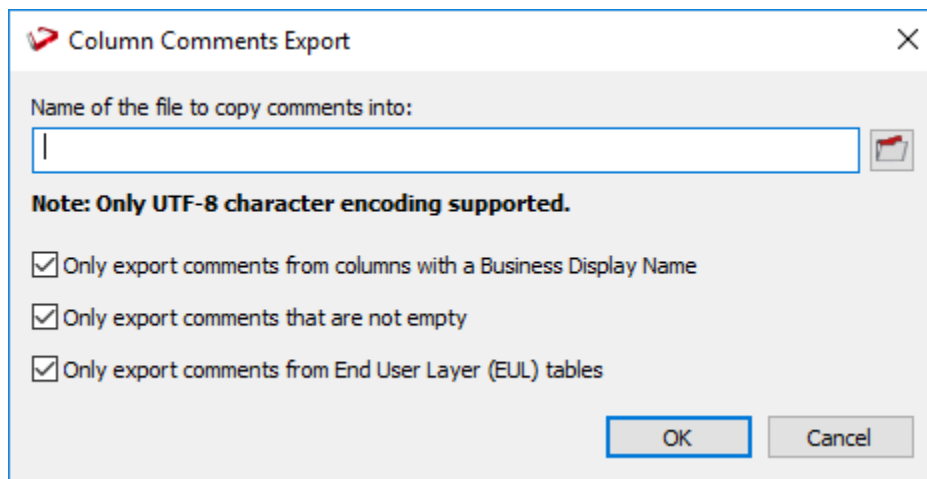 Column Comments Export
Name of the file to copy comments into:
Note: Only UTF-8 character encoding supported.
Only export comments from columns with a Business Display Name
Only export comments that are not empty
Only export comments from End User Layer (EUL) tables
OK
Cancel